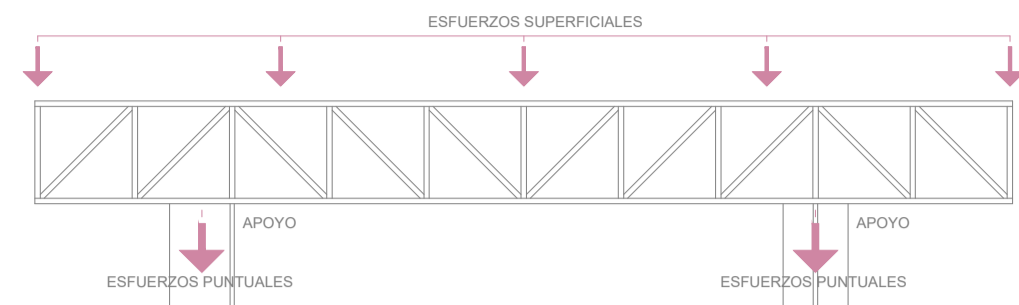 ESFUERZOS SUPERFICIALES
APOYO
APOYO
ESFUERZOS PUNTUALES
ESFUERZOS PUNTUALES